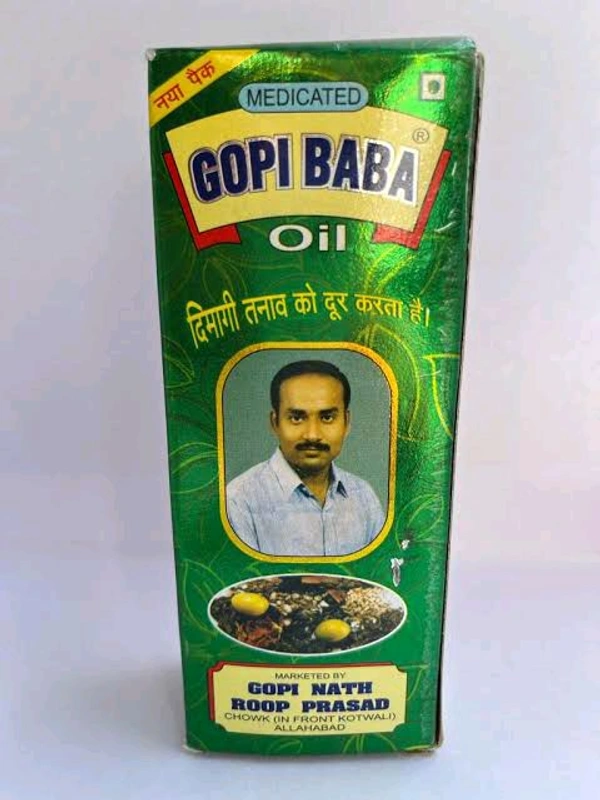 नया पैक
MEDICATED
GOPI BABA®
Oil
दिमागी तनाव को दूर करता है।
MARKETED BY
GOPI NATH
ROOP PRASAD
CHOWK (IN FRONT KOTWALI)
ALLAHABAD